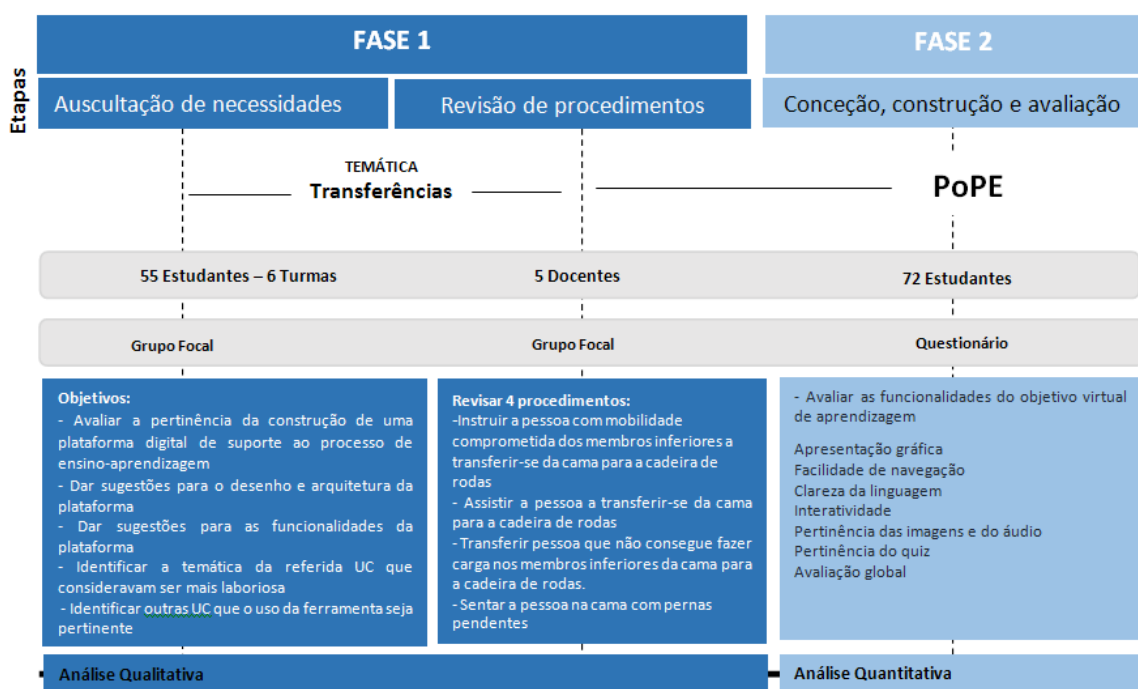 FASE 1
FASE 2
Etapas
Auscultação de necessidades
Revisão de procedimentos
Conceção, construção e avaliação
TEMÁTICA
Transferências
PoPE
55 Estudantes – 6 Turmas
5 Docentes
72 Estudantes
Grupo Focal
Grupo Focal
Questionário
Objetivos:
- Avaliar a pertinência da construção de uma
plataforma digital de suporte ao processo de
ensino-aprendizagem
- Dar sugestões para o desenho e arquitetura da
plataforma
- Dar sugestões para as funcionalidades da
plataforma
- Identificar a temática da referida UC que
consideravam ser mais laboriosa
- Identificar outras UC que o uso da ferramenta seja
pertinente
Revisar 4 procedimentos:
-Instruir a pessoa com mobilidade
comprometida dos membros inferiores a
transferir-se da cama para a cadeira de
rodas
- Assistir a pessoa a transferir-se da cama
para a cadeira de rodas
- Transferir pessoa que não consegue fazer
carga nos membros inferiores da cama para
a cadeira de rodas.
- Sentar a pessoa na cama com pernas
pendentes
- Avaliar as funcionalidades do objetivo virtual
de aprendizagem
Apresentação gráfica
Facilidade de navegação
Clareza da linguagem
Interatividade
Pertinência das imagens e do áudio
Pertinência do quiz
Avaliação global
Análise Qualitativa
Análise Quantitativa